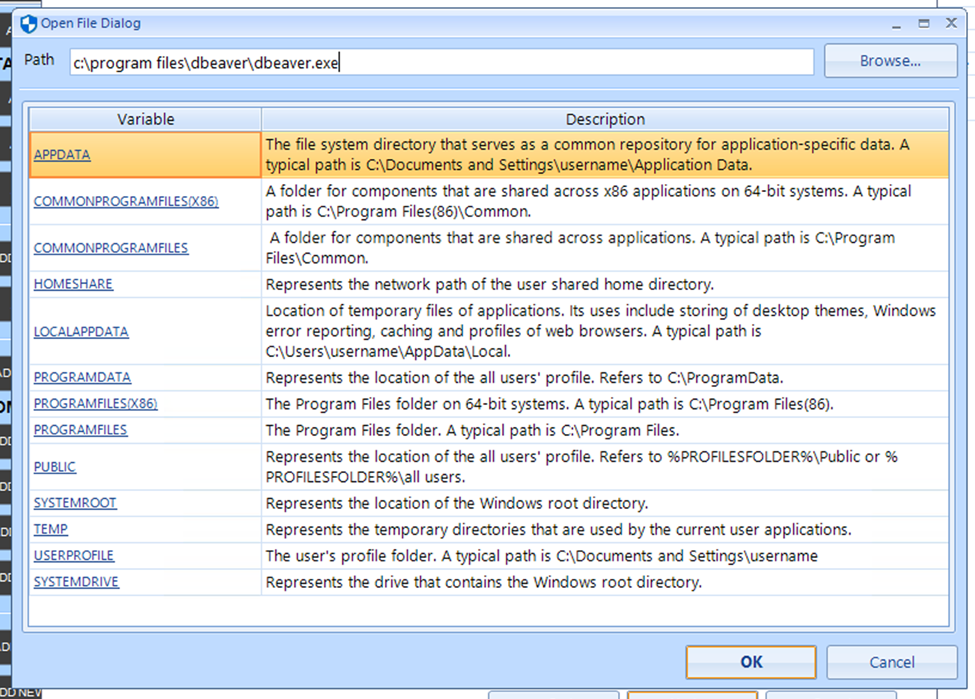 Open File Dialog
Path
c:\program files\dbeaver\dbeaver.exe
Browse...
Variable
Description
APPDATA
The file system directory that serves as a common repository for application-specific data. A
typical path is C:\Documents and Settings\username\Application Data.
COMMONPROGRAMFILES(X86)
A folder for components that are shared across x86 applications on 64-bit systems. A typical
path is C:\Program Files(86)\Common.
COMMONPROGRAMFILES
A folder for components that are shared across applications. A typical path is C:\Program
Files\Common.
HOMESHARE
Represents the network path of the user shared home directory.
LOCALAPPDATA
Location of temporary files of applications. Its uses include storing of desktop themes, Windows
error reporting, caching and profiles of web browsers. A typical path is
C:\Users\username\AppData\Local.
PROGRAMDATA
Represents the location of the all users' profile. Refers to C:\ProgramData.
PROGRAMFILES(X86)
The Program Files folder on 64-bit systems. A typical path is C:\Program Files(86).
PROGRAMFILES
The Program Files folder. A typical path is C:\Program Files.
PUBLIC
Represents the location of the all users' profile. Refers to %PROFILESFOLDER%\Public or %
PROFILESFOLDER%\all users.
SYSTEMROOT
Represents the location of the Windows root directory.
TEMP
Represents the temporary directories that are used by the current user applications.
USERPROFILE
The user's profile folder. A typical path is C:\Documents and Settings\username
SYSTEMDRIVE
Represents the drive that contains the Windows root directory.
OK
Cancel